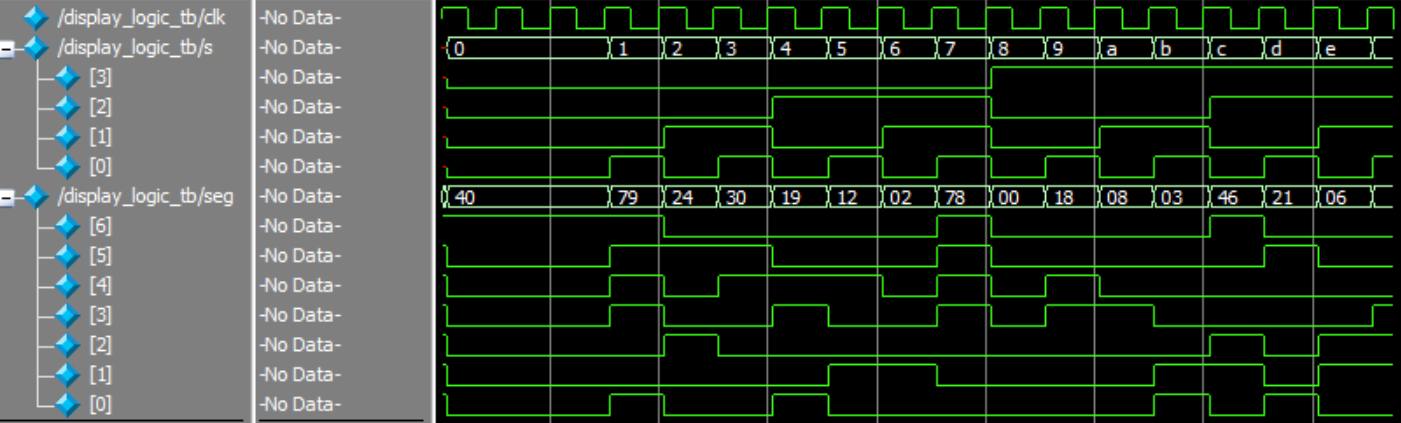 /display_logic_tb/clk -No Data-
/display_logic_tb/s -No Data- 0 1 2 3 4 5 6 7 8 9 a b c d e
[3] -No Data-
[2] -No Data-
[1] -No Data-
[0] -No Data-
/display_logic_tb/seg -No Data- 40 79 24 30 19 12 02 78 00 18 08 03 46 21 06
[6] -No Data-
[5] -No Data-
[4] -No Data-
[3] -No Data-
[2] -No Data-
[1] -No Data-
[0] -No Data-